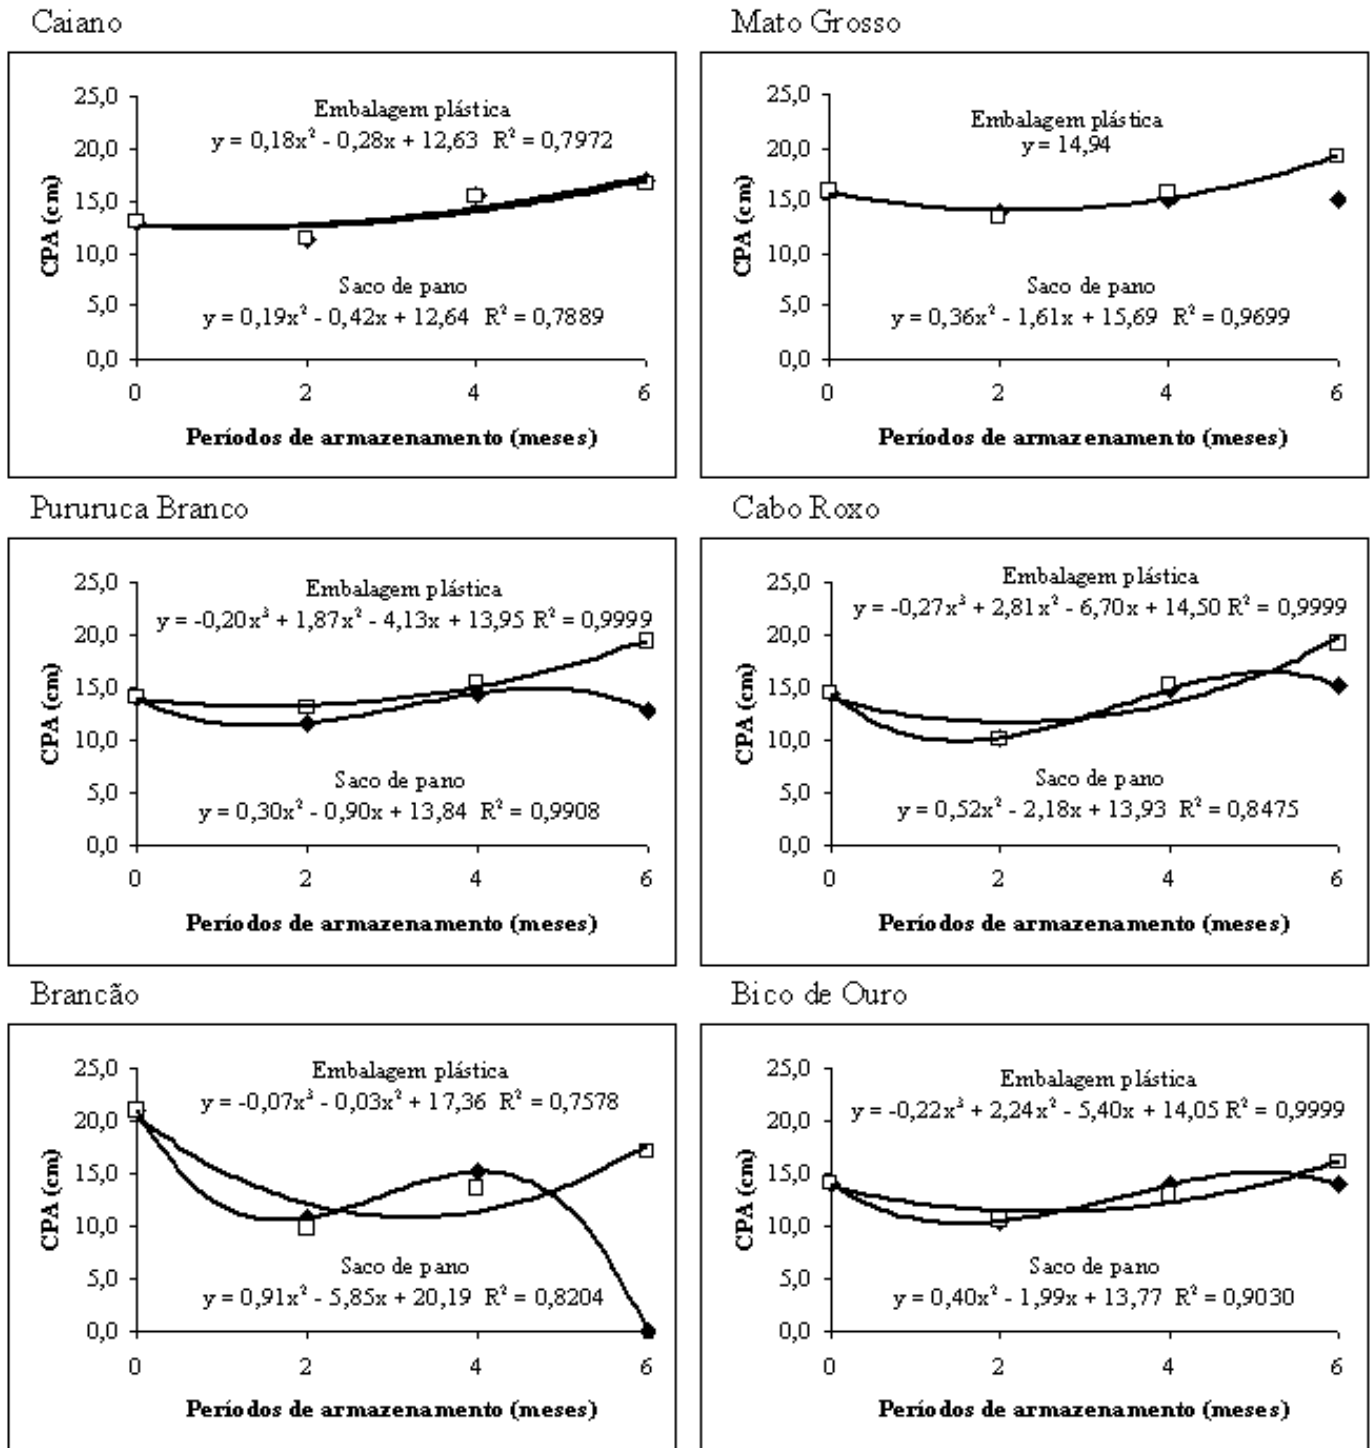 Caiano
25,0
20,0
15,0
10,0
5,0
0,0
CPA (cm)
Embalagem plástica
y = 0,18x² - 0,28x + 12,63 R² = 0,7972
Saco de pano
y = 0,19x² - 0,42x + 12,64 R² = 0,7889
0 2 4 6
Períodos de armazenamento (meses)
Mato Grosso
25,0
20,0
15,0
10,0
5,0
0,0
CPA (cm)
Embalagem plástica
y = 14,94
Saco de pano
y = 0,36x² - 1,61x + 15,69 R² = 0,9699
0 2 4 6
Períodos de armazenamento (meses)
Pururuca Branco
25,0
20,0
15,0
10,0
5,0
0,0
CPA (cm)
Embalagem plástica
y = -0,20x³ + 1,87x² - 4,13x + 13,95 R² = 0,9999
Saco de pano
y = 0,30x² - 0,90x + 13,84 R² = 0,9908
0 2 4 6
Períodos de armazenamento (meses)
Cabo Roxo
25,0
20,0
15,0
10,0
5,0
0,0
CPA (cm)
Embalagem plástica
y = -0,27x³ + 2,81x² - 6,70x + 14,50 R² = 0,9999
Saco de pano
y = 0,52x² - 2,18x + 13,93 R² = 0,8475
0 2 4 6
Períodos de armazenamento (meses)
Brancão
25,0
20,0
15,0
10,0
5,0
0,0
CPA (cm)
Embalagem plástica
y = -0,07x³ - 0,03x² + 17,36 R² = 0,7578
Saco de pano
y = 0,91x² - 5,85x + 20,19 R² = 0,8204
0 2 4 6
Períodos de armazenamento (meses)
Bico de Ouro
25,0
20,0
15,0
10,0
5,0
0,0
CPA (cm)
Embalagem plástica
y = -0,22x³ + 2,24x² - 5,40x + 14,05 R² = 0,9999
Saco de pano
y = 0,40x² - 1,99x + 13,77 R² = 0,9030
0 2 4 6
Períodos de armazenamento (meses)